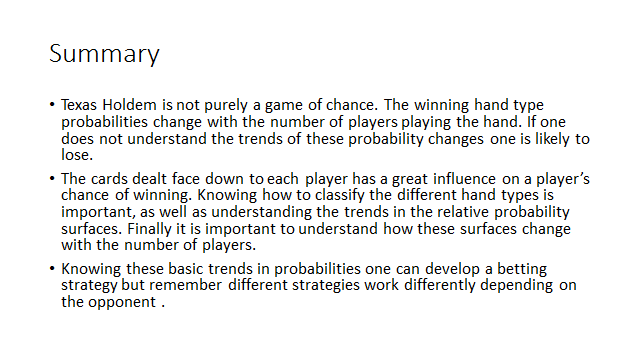 Summary
• Texas Holdem is not purely a game of chance. The winning hand type
probabilities change with the number of players playing the hand. If one
does not understand the trends of these probability changes one is likely to
lose.
• The cards dealt face down to each player has a great influence on a player's
chance of winning. Knowing how to classify the different hand types is
important, as well as understanding the trends in the relative probability
surfaces. Finally it is important to understand how these surfaces change
with the number of players.
• Knowing these basic trends in probabilities one can develop a betting
strategy but remember different strategies work differently depending on
the opponent .